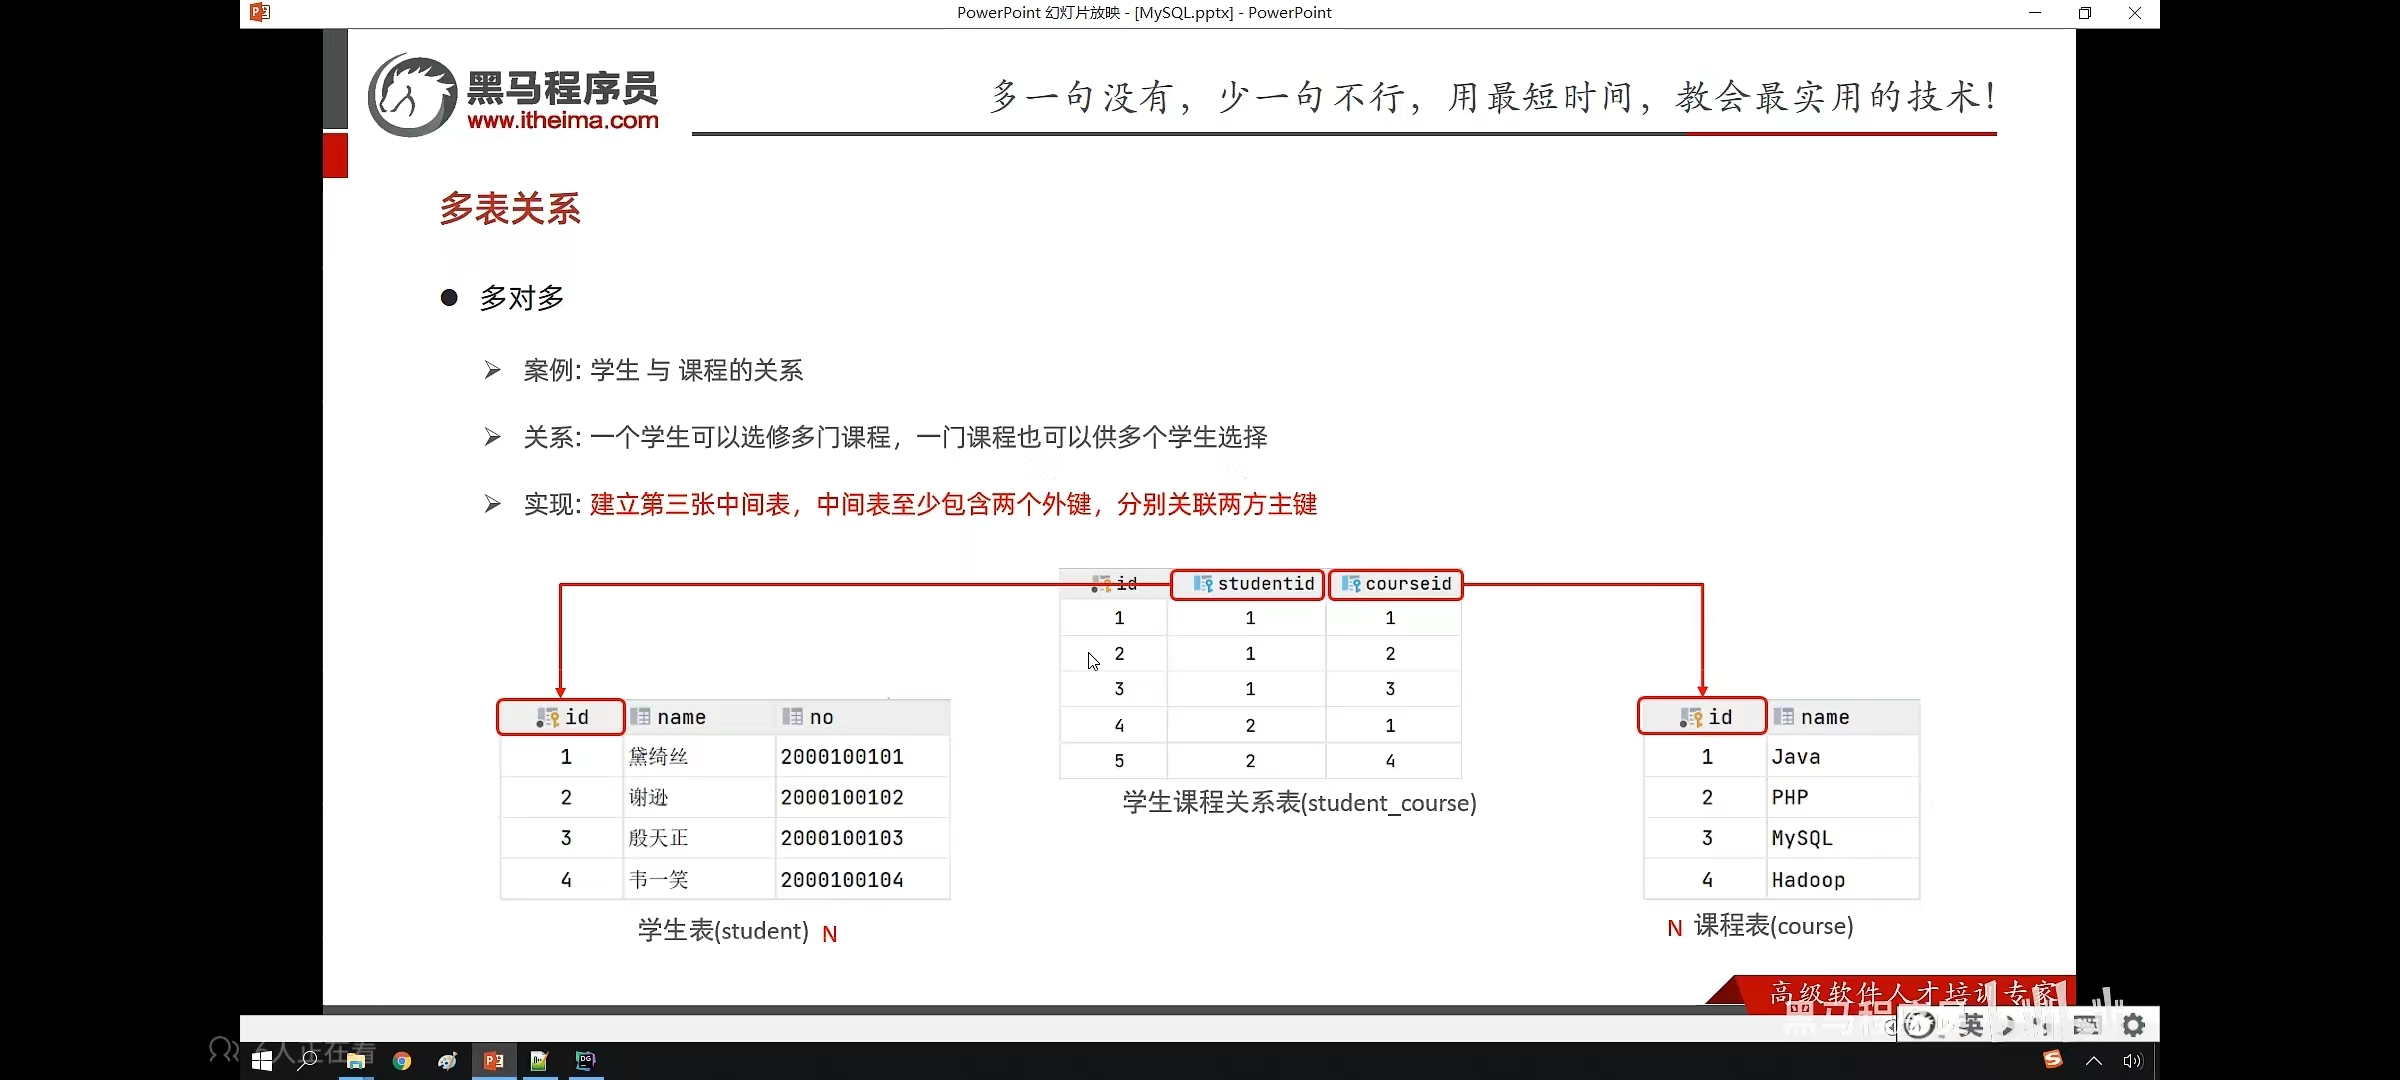 PowerPoint 幻灯片放映 - [MySQL.pptx] - PowerPoint
黑马程序员
www.itheima.com
多一句没有，少一句不行，用最短时间，教会最实用的技术！
多表关系
● 多对多
➢ 案例: 学生 与 课程的关系
➢ 关系: 一个学生可以选修多门课程，一门课程也可以供多个学生选择
➢ 实现: 建立第三张中间表，中间表至少包含两个外键，分别关联两方主键
id studentid courseid
1 1 1
2 1 2
3 1 3
4 2 1
5 2 4
学生课程关系表(student_course)
id name no
1 黛绮丝 2000100101
2 谢逊 2000100102
3 殷天正 2000100103
4 韦一笑 2000100104
学生表(student) N
id name
1 Java
2 PHP
3 MySQL
4 Hadoop
N 课程表(course)
高级软件人才培训专家
黑马程序员
英
人正在看